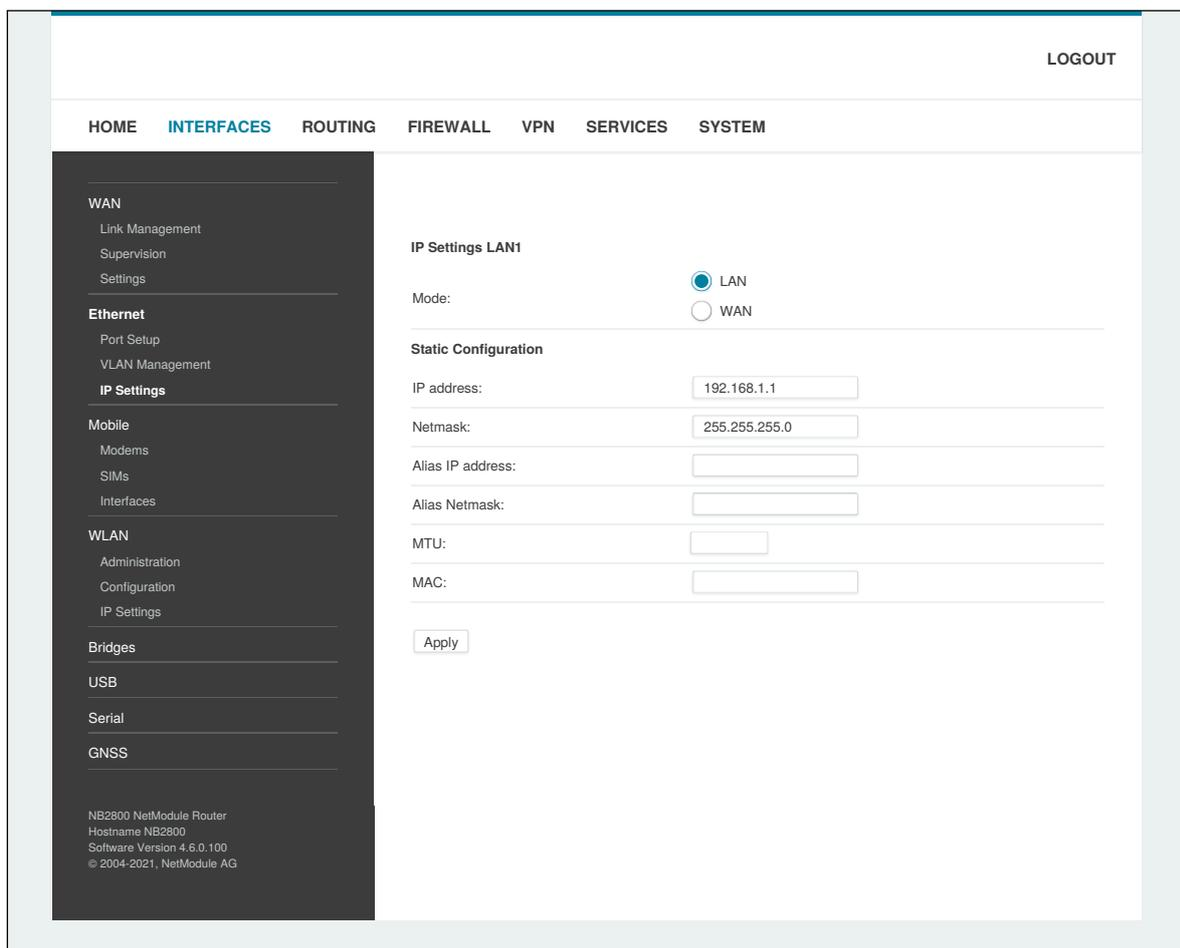 LOGOUT
HOME INTERFACES ROUTING FIREWALL VPN SERVICES SYSTEM
WAN
Link Management
Supervision
Settings
Ethernet
Port Setup
VLAN Management
IP Settings
Mobile
Modems
SIMs
Interfaces
WLAN
Administration
Configuration
IP Settings
Bridges
USB
Serial
GNSS
NB2800 NetModule Router
Hostname NB2800
Software Version 4.6.0.100
© 2004-2021, NetModule AG
IP Settings LAN1
Mode:
LAN
WAN
Static Configuration
IP address: 192.168.1.1
Netmask: 255.255.255.0
Alias IP address:
Alias Netmask:
MTU:
MAC:
Apply